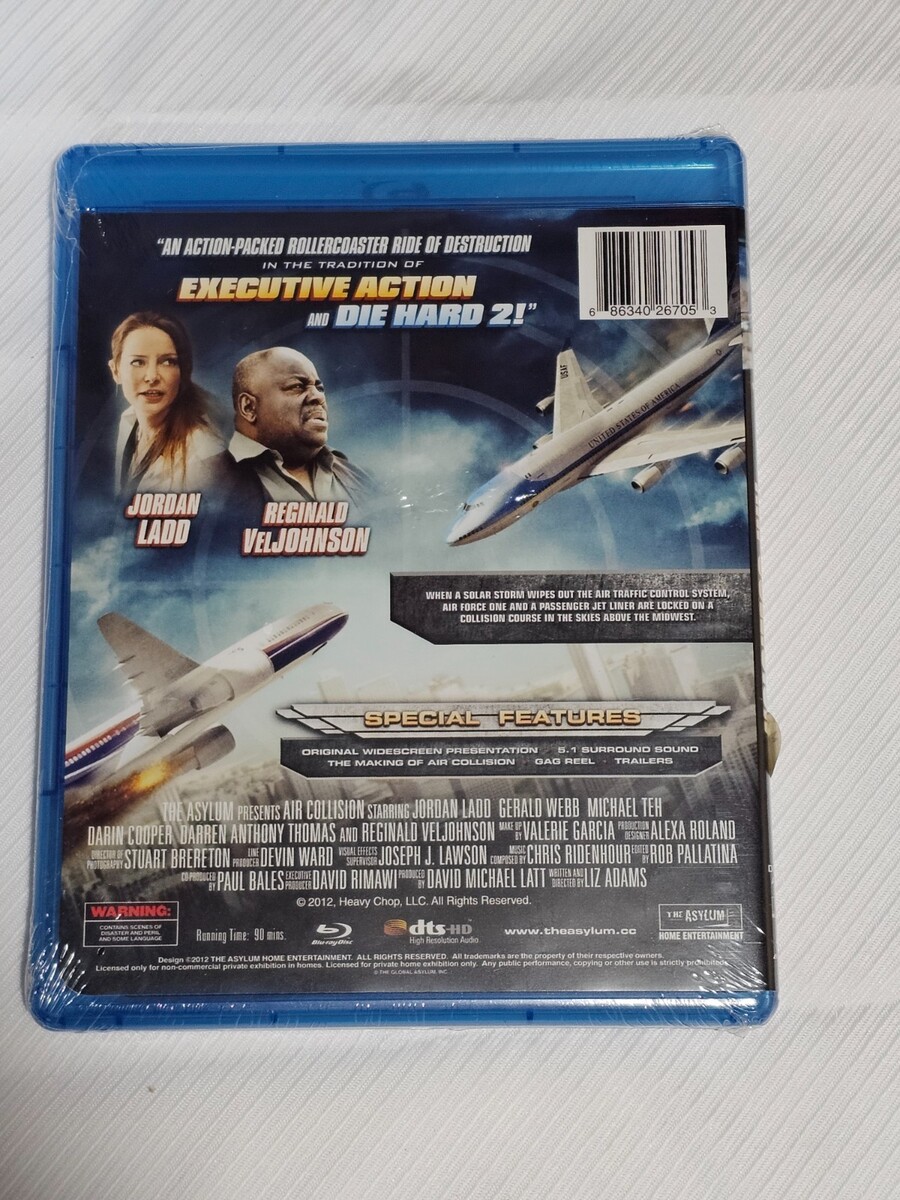 "AN ACTION-PACKED ROLLERCOASTER RIDE OF DESTRUCTION
IN THE TRADITION OF
EXECUTIVE ACTION
AND DIE HARD 2!"
6 86340 26705 3
USAF
UNITED STATES OF AMERICA
JORDAN
LADD
REGINALD
VELJOHNSON
WHEN A SOLAR STORM WIPES OUT THE AIR TRAFFIC CONTROL SYSTEM,
AIR FORCE ONE AND A PASSENGER JET LINER ARE LOCKED ON A
COLLISION COURSE IN THE SKIES ABOVE THE MIDWEST.
SPECIAL FEATURES
ORIGINAL WIDESCREEN PRESENTATION · 5.1 SURROUND SOUND
THE MAKING OF AIR COLLISION · GAG REEL · TRAILERS
THE ASYLUM PRESENTS AIR COLLISION STARRING JORDAN LADD GERALD WEBB MICHAEL TEH
DARIN COOPER DARREN ANTHONY THOMAS AND REGINALD VELJOHNSON MAKE UP BY VALERIE GARCIA PRODUCTION DESIGNER ALEXA ROLAND
DIRECTOR OF PHOTOGRAPHY STUART BRERETON LINE PRODUCER DEVIN WARD VISUAL EFFECTS SUPERVISOR JOSEPH J. LAWSON MUSIC COMPOSED BY CHRIS RIDENHOUR EDITED BY ROB PALLATINA
CO-PRODUCED BY PAUL BALES EXECUTIVE PRODUCER DAVID RIMAWI PRODUCED BY DAVID MICHAEL LATT WRITTEN AND DIRECTED BY LIZ ADAMS
© 2012, Heavy Chop, LLC. All Rights Reserved.
WARNING:
CONTAINS SCENES OF
DISASTER AND PERIL
AND SOME LANGUAGE
Running Time: 90 mins.
Blu-ray Disc
dts-HD
High Resolution Audio
www.theasylum.cc
THE ASYLUM
HOME ENTERTAINMENT
Design ©2012 THE ASYLUM HOME ENTERTAINMENT. ALL RIGHTS RESERVED. All trademarks are the property of their respective owners.
Licensed only for non-commercial private exhibition in homes. Licensed for private home exhibition only. Any public performance, copying or other use is strictly prohibited.
© THE GLOBAL ASYLUM, INC.